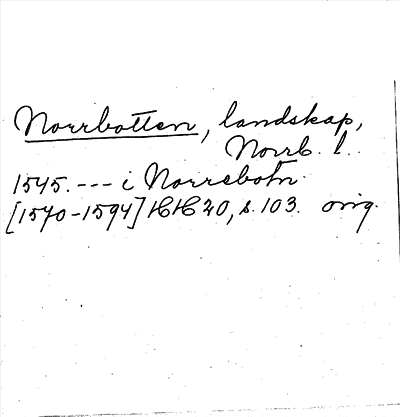 Norrbotten, landskap,
Norrb. l.
1545. --- i Norrebotn.
[1570-1594] HH 20, s. 103. orig.